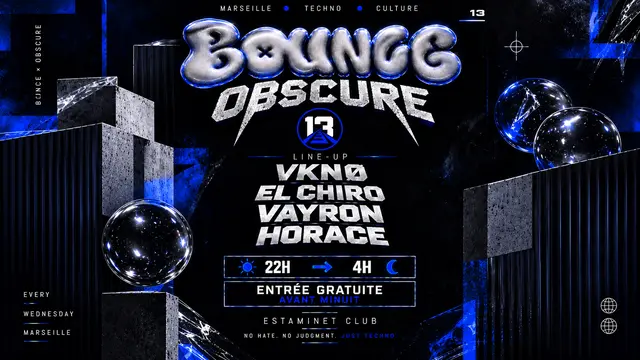 MARSEILLE • TECHNO • CULTURE
13
BOUNCE × OBSCURE
BOUNCE
OBSCURE
13
LINE-UP
VKNØ
EL CHIRO
VAYRON
HORACE
22H → 4H
ENTRÉE GRATUITE
AVANT MINUIT
ESTAMINET CLUB
NO HATE. NO JUDGMENT. JUST TECHNO
EVERY
WEDNESDAY
MARSEILLE